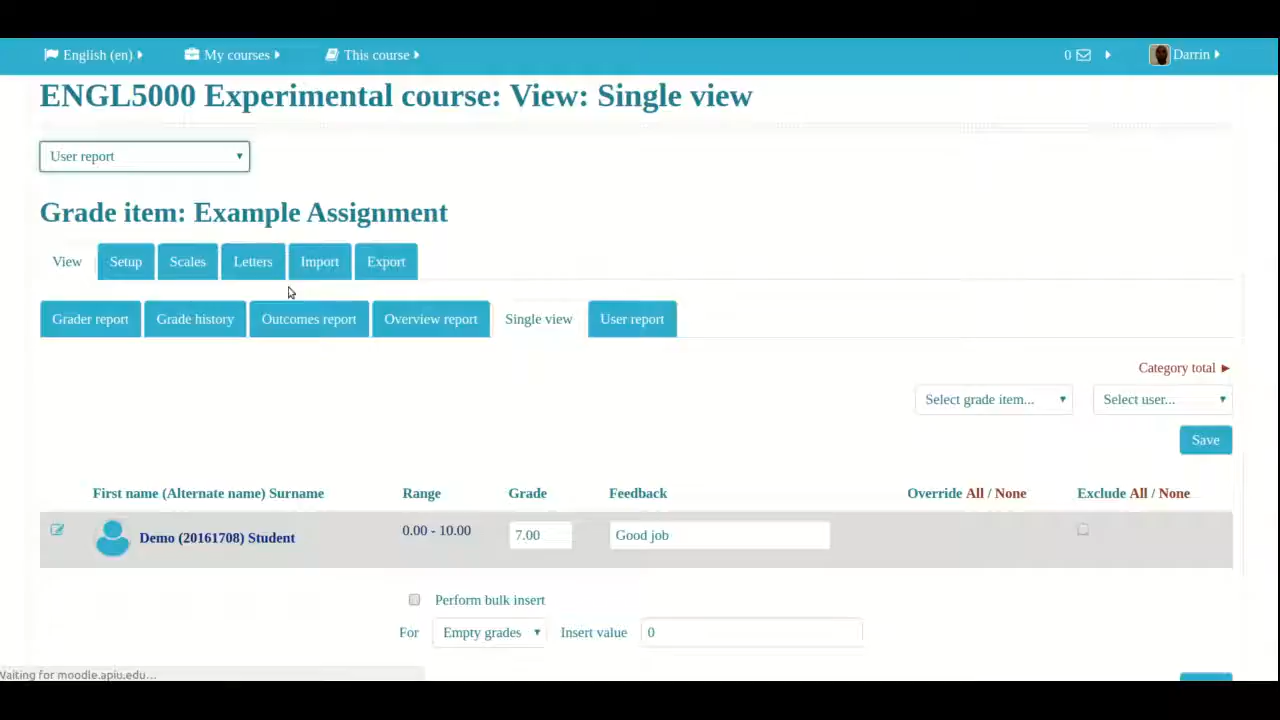 English (en) My courses This course 0 Darrin
ENGL5000 Experimental course: View: Single view
User report
Grade item: Example Assignment
View Setup Scales Letters Import Export
Grader report Grade history Outcomes report Overview report Single view User report
Category total ►
Select grade item... Select user...
Save
First name (Alternate name) Surname Range Grade Feedback Override All / None Exclude All / None
Demo (20161708) Student 0.00 - 10.00 7.00 Good job
Perform bulk insert
For Empty grades Insert value 0
Waiting for moodle.apiu.edu...